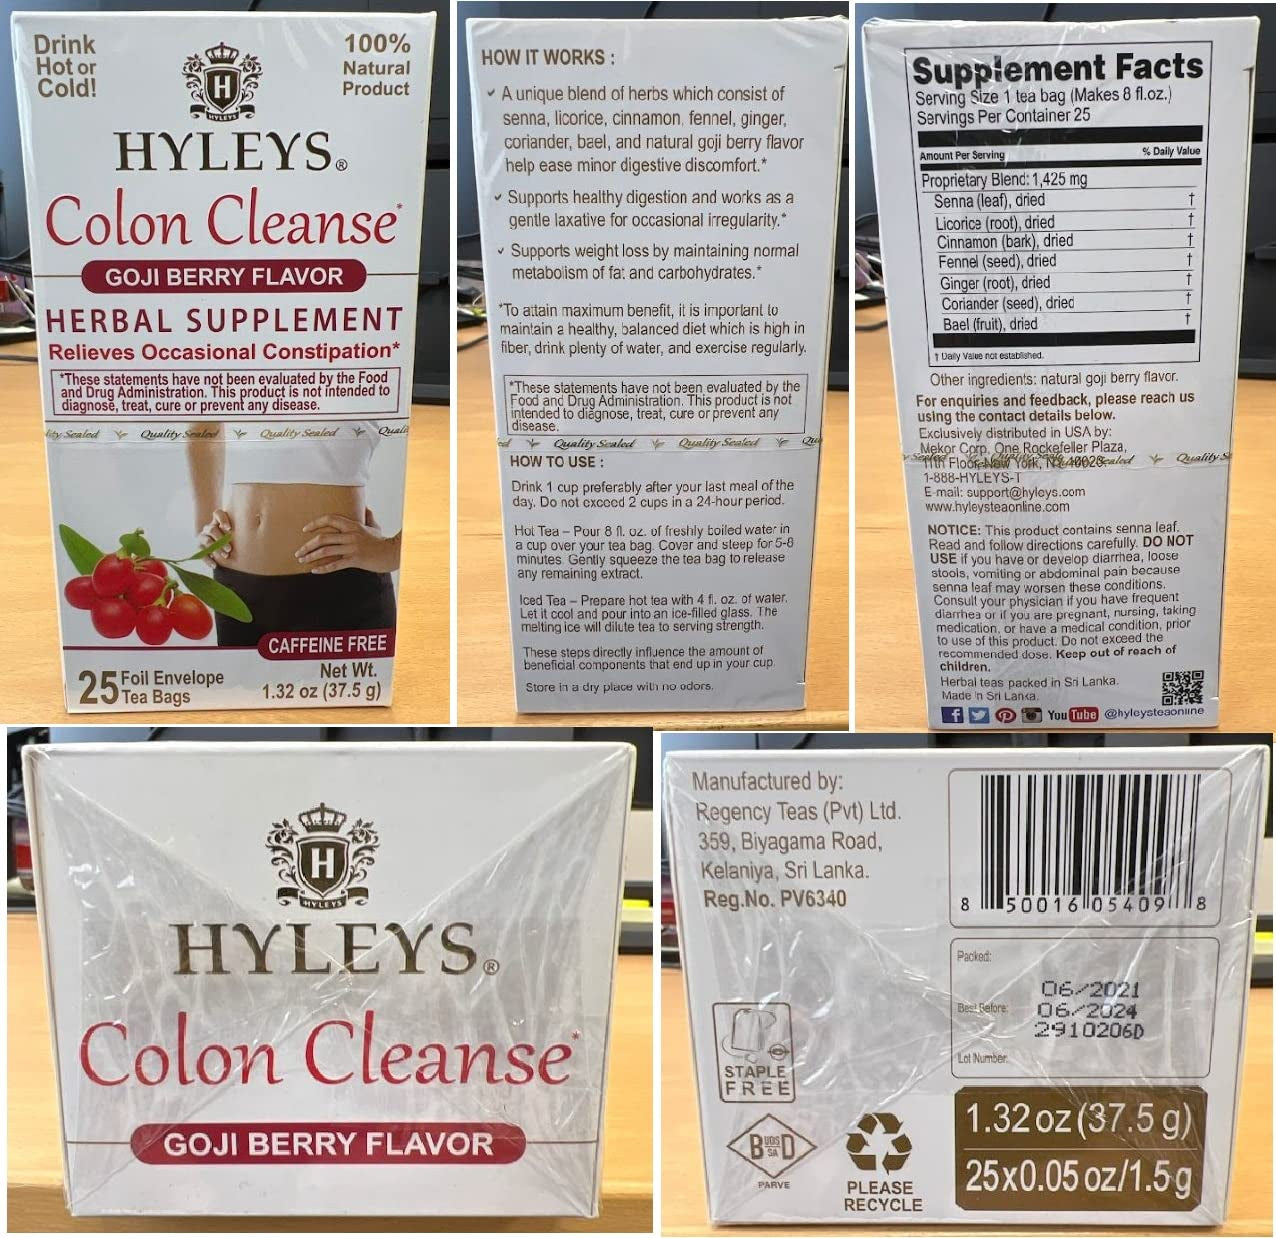 Drink
Hot or
Cold!
100%
Natural
Product
H
HYLEYS
HYLEYS®
Colon Cleanse*
GOJI BERRY FLAVOR
HERBAL SUPPLEMENT
Relieves Occasional Constipation*
*These statements have not been evaluated by the Food
and Drug Administration. This product is not intended to
diagnose, treat, cure or prevent any disease.
Quality Sealed Quality Sealed
CAFFEINE FREE
25 Foil Envelope
Tea Bags
Net Wt.
1.32 oz (37.5 g)
HOW IT WORKS :
✓ A unique blend of herbs which consist of
senna, licorice, cinnamon, fennel, ginger,
coriander, bael, and natural goji berry flavor
help ease minor digestive discomfort.*
✓ Supports healthy digestion and works as a
gentle laxative for occasional irregularity.*
✓ Supports weight loss by maintaining normal
metabolism of fat and carbohydrates.*
*To attain maximum benefit, it is important to
maintain a healthy, balanced diet which is high in
fiber, drink plenty of water, and exercise regularly.
*These statements have not been evaluated by the
Food and Drug Administration. This product is not
intended to diagnose, treat, cure or prevent any
disease.
Quality Sealed Quality Sealed
HOW TO USE :
Drink 1 cup preferably after your last meal of the
day. Do not exceed 2 cups in a 24-hour period.
Hot Tea – Pour 8 fl. oz. of freshly boiled water in
a cup over your tea bag. Cover and steep for 5-8
minutes. Gently squeeze the tea bag to release
any remaining extract.
Iced Tea – Prepare hot tea with 4 fl. oz. of water.
Let it cool and pour into an ice-filled glass. The
melting ice will dilute tea to serving strength.
These steps directly influence the amount of
beneficial components that end up in your cup.
Store in a dry place with no odors.
Supplement Facts
Serving Size 1 tea bag (Makes 8 fl.oz.)
Servings Per Container 25
Amount Per Serving % Daily Value
Proprietary Blend: 1,425 mg
Senna (leaf), dried †
Licorice (root), dried †
Cinnamon (bark), dried †
Fennel (seed), dried †
Ginger (root), dried †
Coriander (seed), dried †
Bael (fruit), dried †
† Daily Value not established.
Other ingredients: natural goji berry flavor.
For enquiries and feedback, please reach us
using the contact details below.
Exclusively distributed in USA by:
Mekor Corp, One Rockefeller Plaza,
11th Floor New York, NY
1-888-HYLEYS-T
E-mail: support@hyleys.com
www.hyleysteaonline.com
NOTICE: This product contains senna leaf.
Read and follow directions carefully. DO NOT
USE if you have or develop diarrhea, loose
stools, vomiting or abdominal pain because
senna leaf may worsen these conditions.
Consult your physician if you have frequent
diarrhea or if you are pregnant, nursing, taking
medication, or have a medical condition, prior
to use of this product. Do not exceed the
recommended dose. Keep out of reach of
children.
Herbal teas packed in Sri Lanka.
Made in Sri Lanka.
f YouTube @hyleysteaonline
H
HYLEYS
HYLEYS®
Colon Cleanse*
GOJI BERRY FLAVOR
Manufactured by:
Regency Teas (Pvt) Ltd.
359, Biyagama Road,
Kelaniya, Sri Lanka.
Reg.No. PV6340
8 50016 05409 8
Packed: 06/2021
Best Before: 06/2024
Lot Number: 2910206D
STAPLE
FREE
BUDS SA D
PARVE
PLEASE
RECYCLE
1.32 oz (37.5 g)
25x0.05 oz/1.5 g